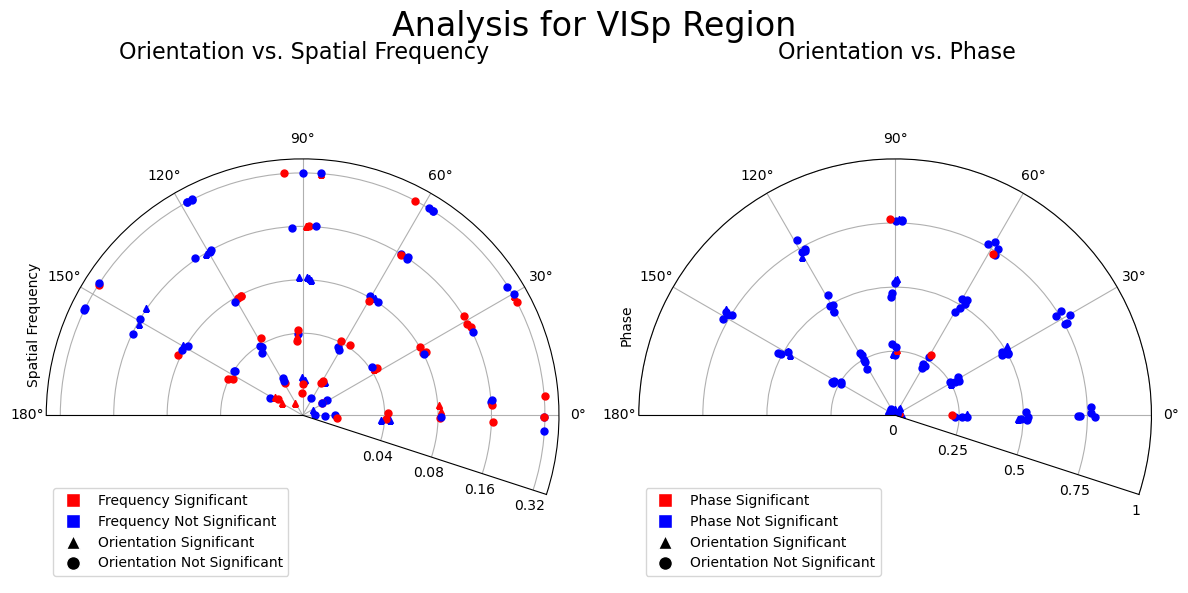 Analysis for VISp Region
Orientation vs. Spatial Frequency
90°
120°
60°
150°
30°
180°
0°
Spatial Frequency
0.04
0.08
0.16
0.32
Frequency Significant
Frequency Not Significant
Orientation Significant
Orientation Not Significant
Orientation vs. Phase
90°
120°
60°
150°
30°
180°
0°
Phase
0
0.25
0.5
0.75
1
Phase Significant
Phase Not Significant
Orientation Significant
Orientation Not Significant